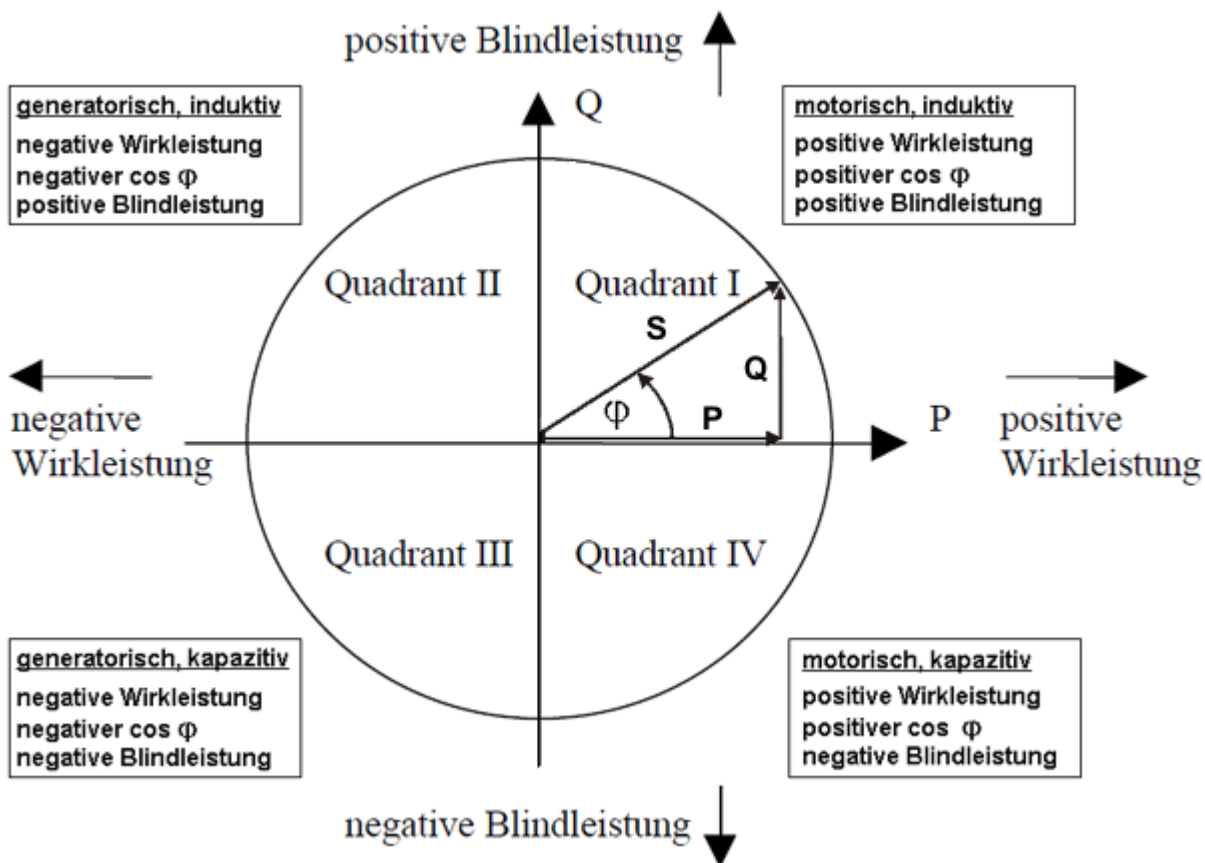 positive Blindleistung
generatorisch, induktiv
negative Wirkleistung
negativer cos φ
positive Blindleistung
Q
motorisch, induktiv
positive Wirkleistung
positiver cos φ
positive Blindleistung
Quadrant II
Quadrant I
S
Q
φ
P
negative
Wirkleistung
P
positive
Wirkleistung
Quadrant III
Quadrant IV
generatorisch, kapazitiv
negative Wirkleistung
negativer cos φ
negative Blindleistung
motorisch, kapazitiv
positive Wirkleistung
positiver cos φ
negative Blindleistung
negative Blindleistung